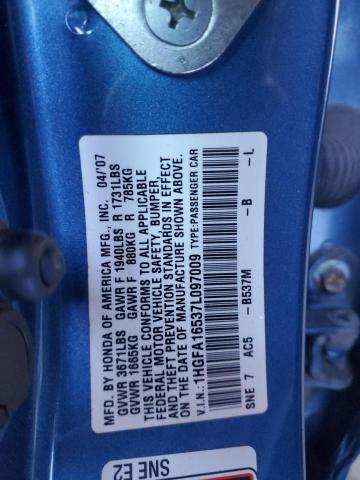 MFD. BY HONDA OF AMERICA MFG., INC. 04/'07
GVWR 3671LBS GAWR F 1940LBS R 1731LBS
GVWR 1665KG GAWR F 880KG R 785KG
THIS VEHICLE CONFORMS TO ALL APPLICABLE
FEDERAL MOTOR VEHICLE SAFETY, BUMPER,
AND THEFT PREVENTION STANDARDS IN EFFECT
ON THE DATE OF MANUFACTURE SHOWN ABOVE.
V.I.N.: 1HGFA16537L097009 TYPE:PASSENGER CAR
SNE 7 AC5 -B537M -B -L
SNE E2